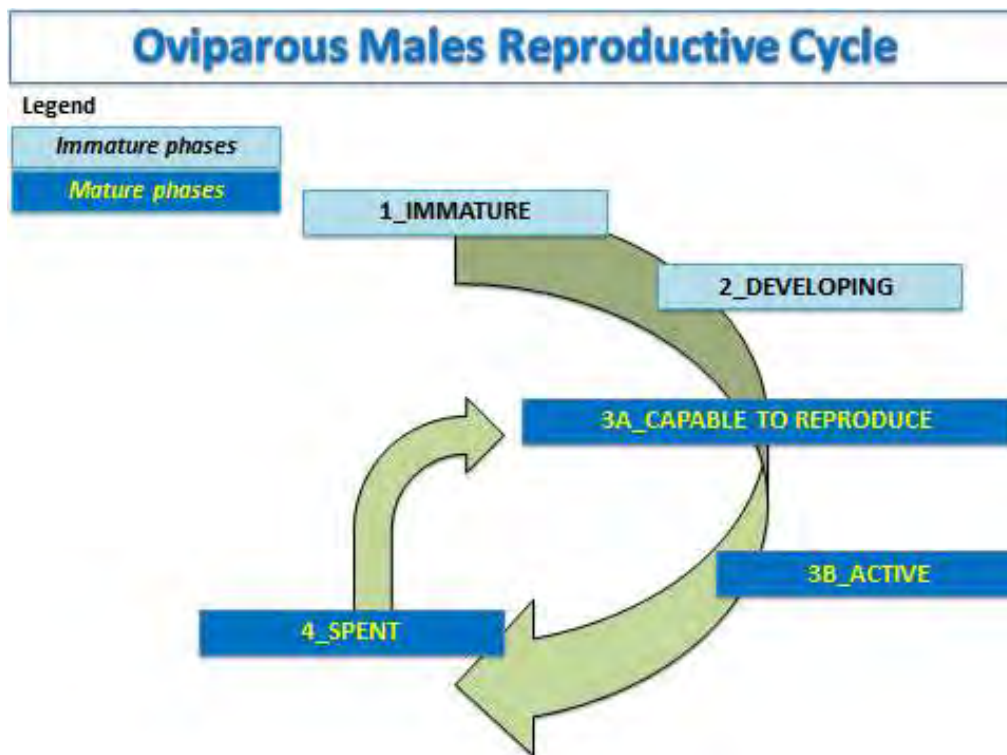 Oviparous Males Reproductive Cycle
Legend
Immature phases
Mature phases
1_IMMATURE
2_DEVELOPING
3A_CAPABLE TO REPRODUCE
3B_ACTIVE
4_SPENT